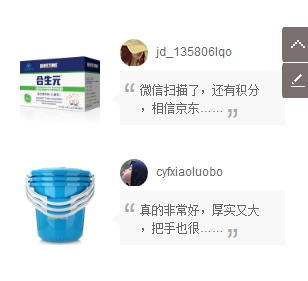 合生元
jd_135806lqo
“微信扫描了，还有积分
，相信京东…… ”
cyfxiaoluobo
“真的非常好，厚实又大
，把手也很…… ”